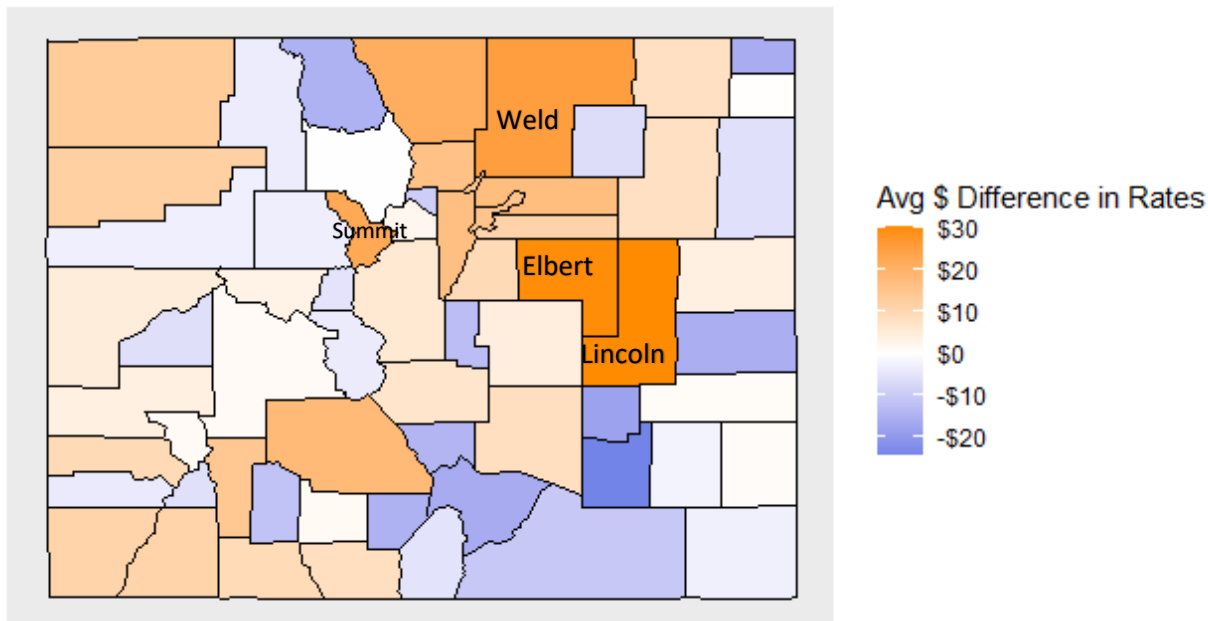 Weld
Summit
Elbert
Lincoln
Avg $ Difference in Rates
$30
$20
$10
$0
-$10
-$20